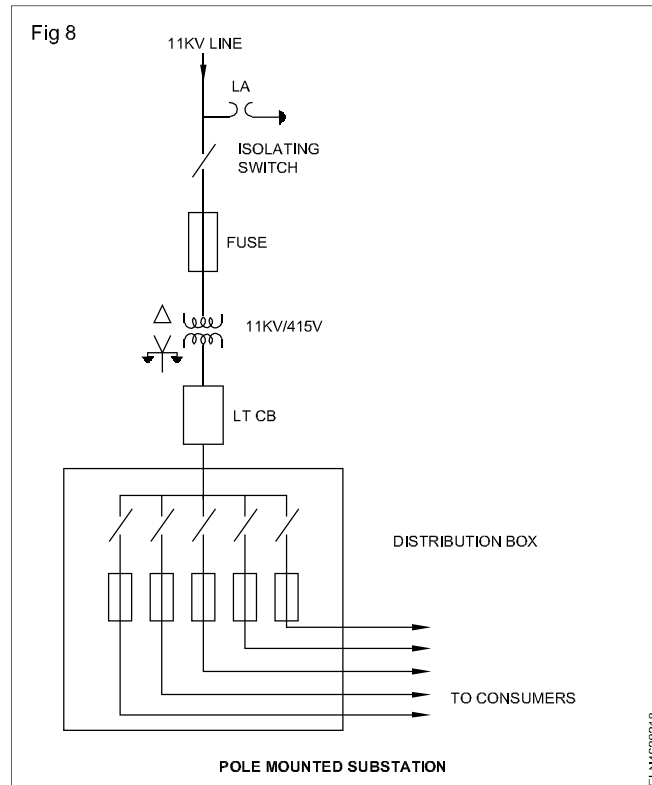 Fig 8
11KV LINE
LA
ISOLATING
SWITCH
FUSE
11KV/415V
LT CB
DISTRIBUTION BOX
TO CONSUMERS
POLE MOUNTED SUBSTATION